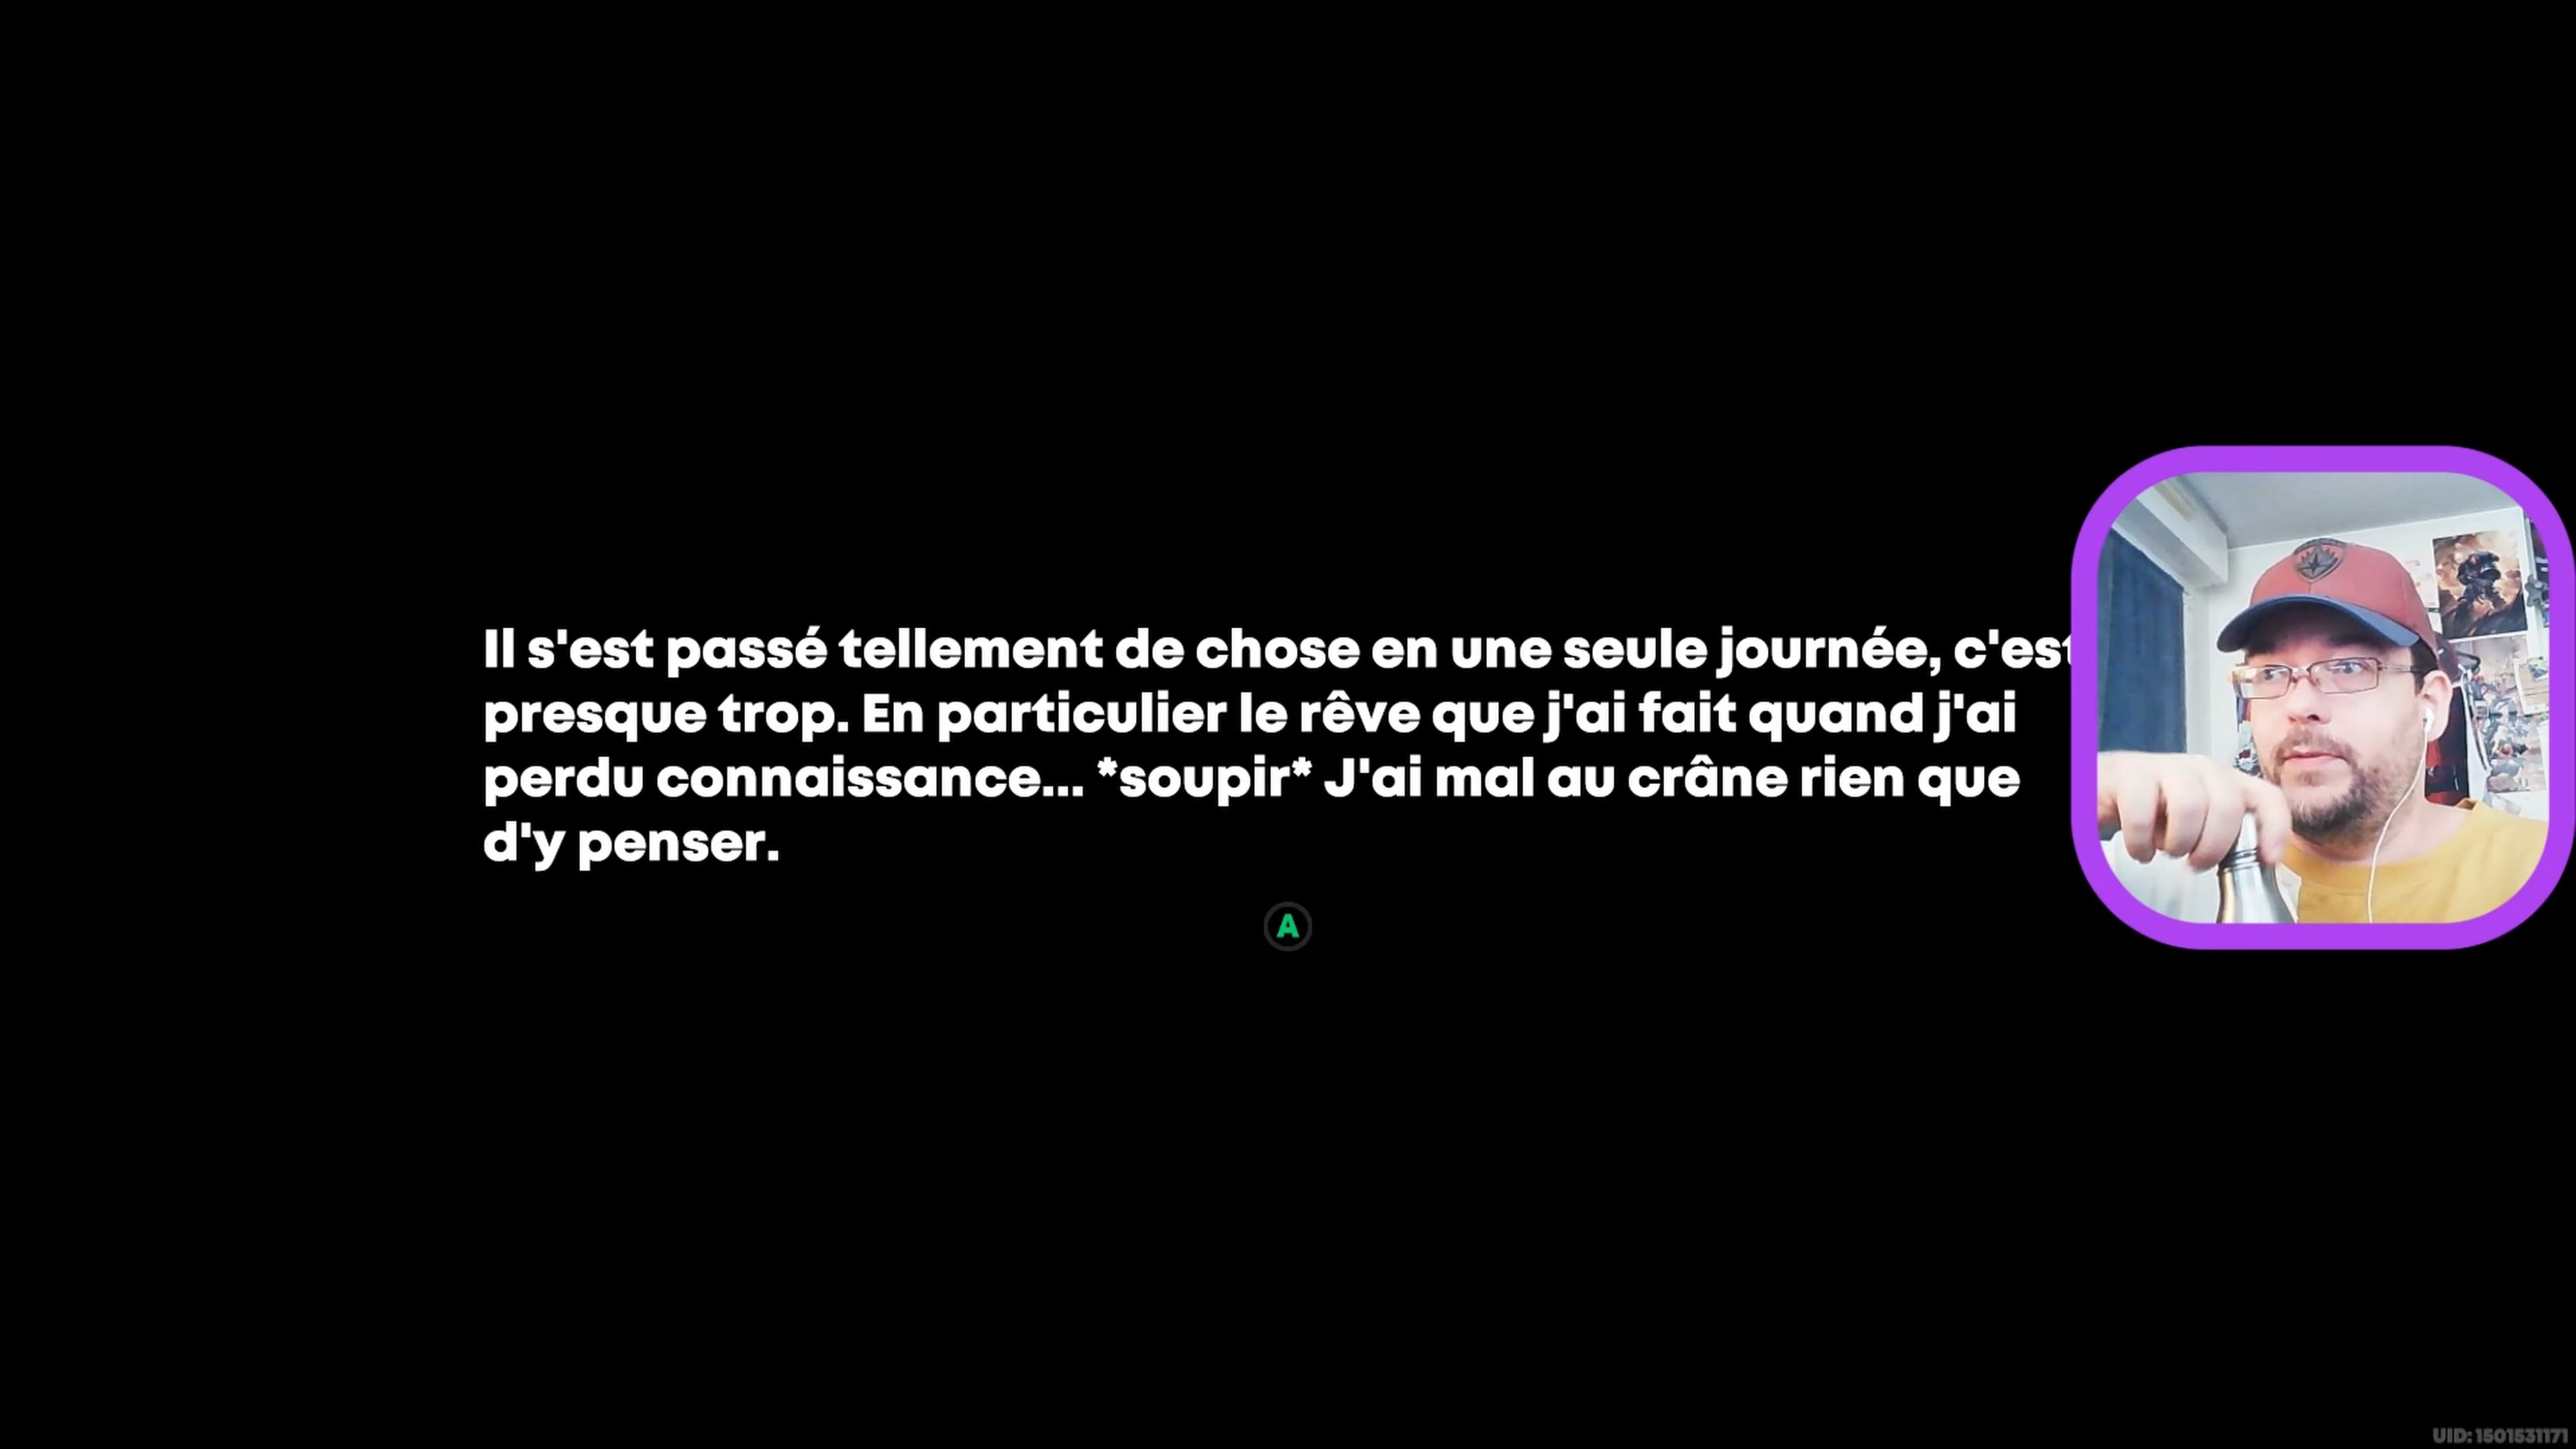 Il s'est passé tellement de chose en une seule journée, c'est
presque trop. En particulier le rêve que j'ai fait quand j'ai
perdu connaissance... *soupir* J'ai mal au crâne rien que
d'y penser.
A
UID: 1501531171